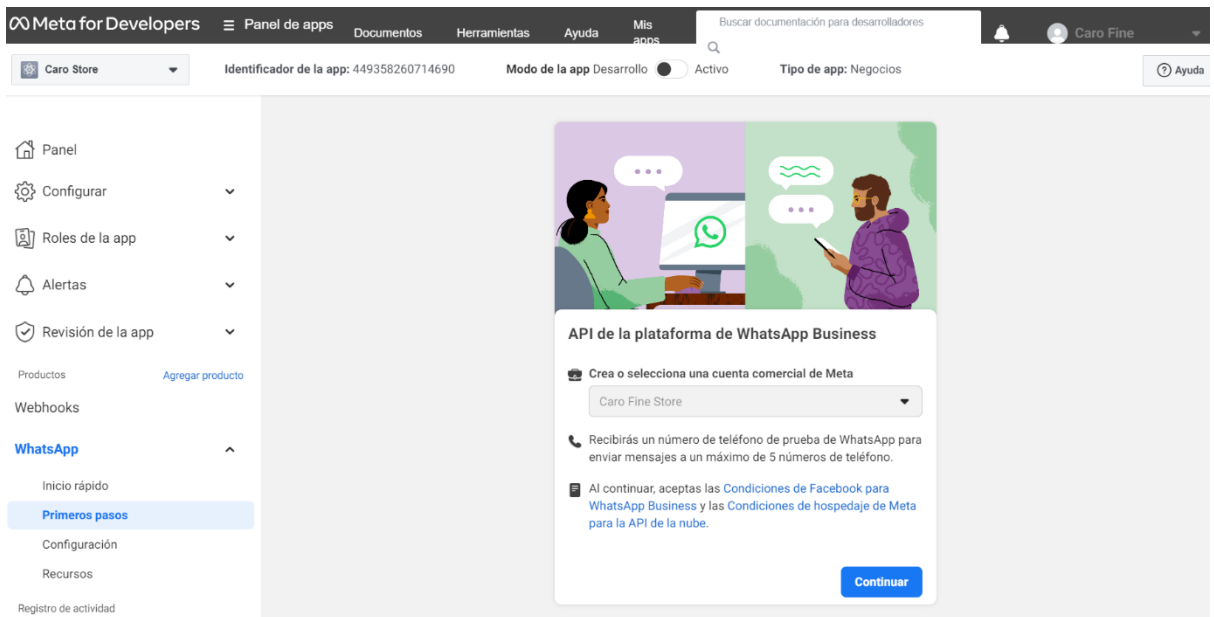 Meta for Developers
Panel de apps
Documentos
Herramientas
Ayuda
Mis
apps
Buscar documentación para desarrolladores
Caro Fine
Caro Store
Identificador de la app: 449358260714690
Modo de la app Desarrollo
Activo
Tipo de app: Negocios
Ayuda
Panel
Configurar
Roles de la app
Alertas
Revisión de la app
Productos
Agregar producto
Webhooks
WhatsApp
Inicio rápido
Primeros pasos
Configuración
Recursos
Registro de actividad
API de la plataforma de WhatsApp Business
Crea o selecciona una cuenta comercial de Meta
Caro Fine Store
Recibirás un número de teléfono de prueba de WhatsApp para
enviar mensajes a un máximo de 5 números de teléfono.
Al continuar, aceptas las Condiciones de Facebook para
WhatsApp Business y las Condiciones de hospedaje de Meta
para la API de la nube.
Continuar